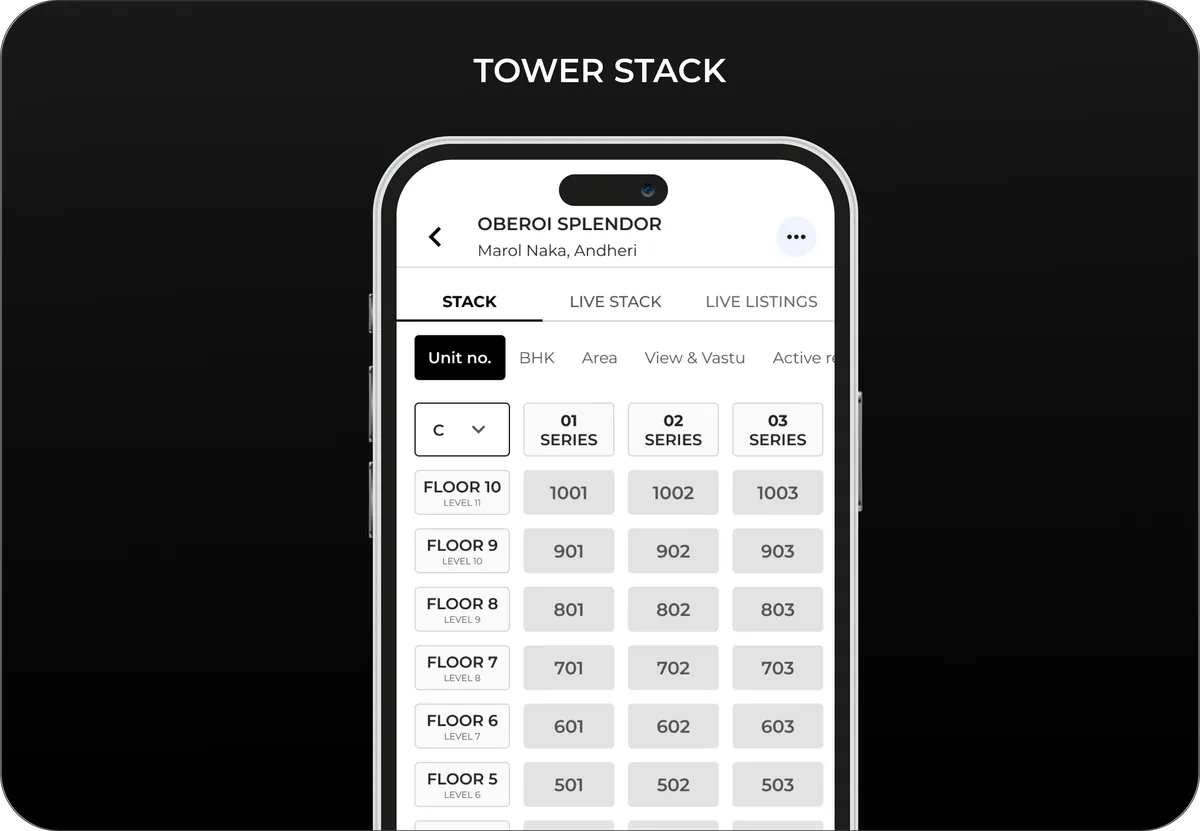 TOWER STACK
OBEROI SPLENDOR
Marol Naka, Andheri
STACK LIVE STACK LIVE LISTINGS
Unit no. BHK Area View & Vastu Active re
C 01 SERIES 02 SERIES 03 SERIES
FLOOR 10 1001 1002 1003
LEVEL 11
FLOOR 9 901 902 903
LEVEL 10
FLOOR 8 801 802 803
LEVEL 9
FLOOR 7 701 702 703
LEVEL 8
FLOOR 6 601 602 603
LEVEL 7
FLOOR 5 501 502 503
LEVEL 6